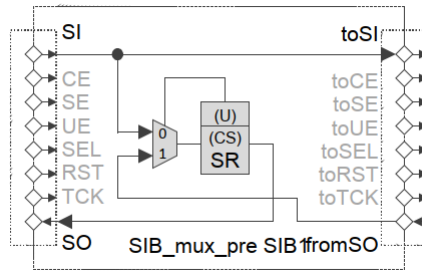 SI
toSI
CE
toCE
SE
toSE
UE
toUE
SEL
toSEL
RST
toRST
TCK
toTCK
0
1
(U)
(CS)
SR
SO
SIB_mux_pre SIB1
fromSO